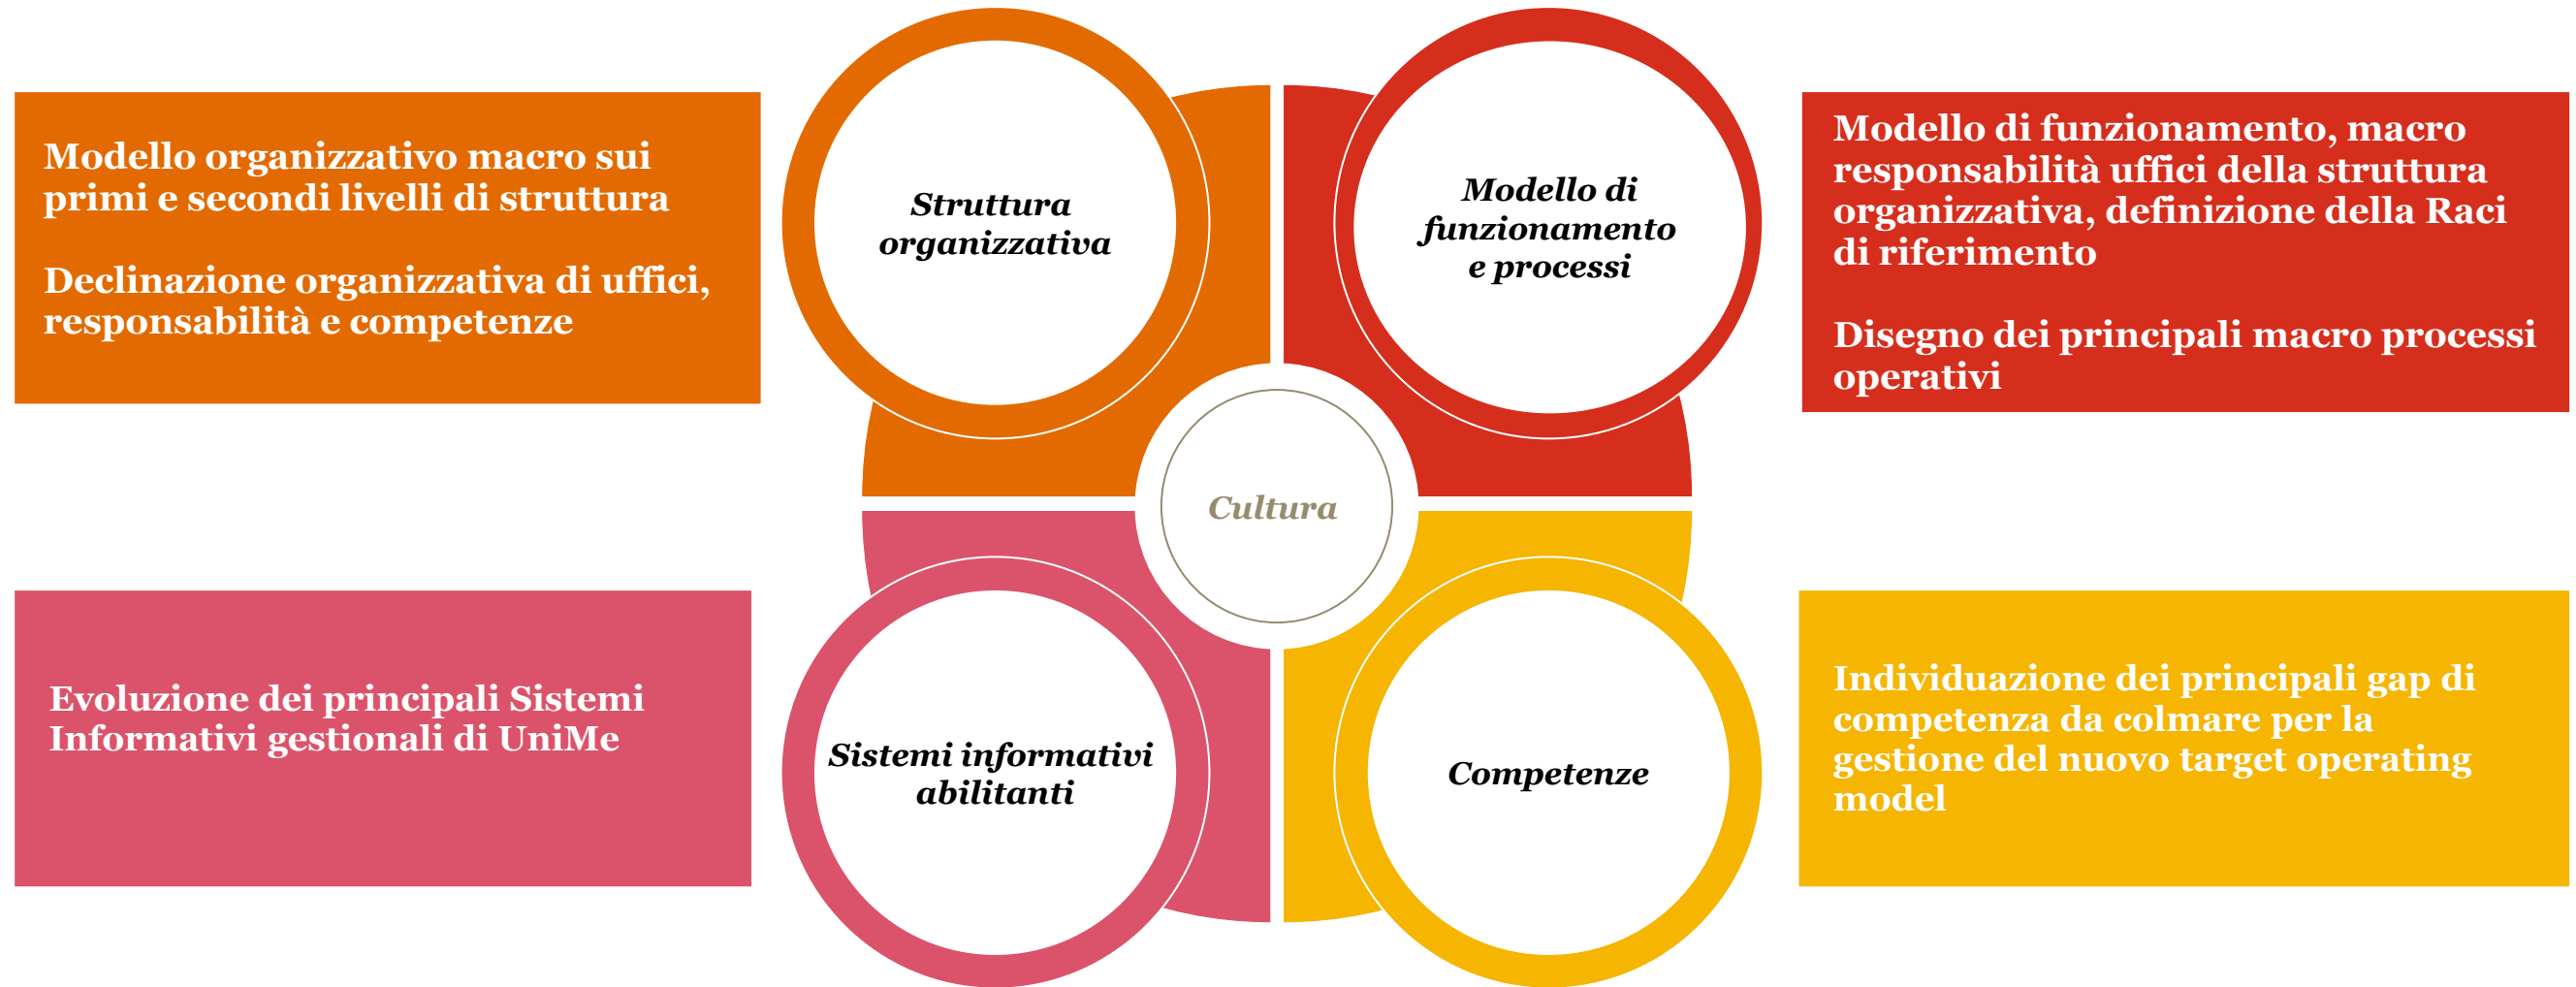 Modello organizzativo macro sui
primi e secondi livelli di struttura
Declinazione organizzativa di uffici,
responsabilità e competenze
Struttura
organizzativa
Modello di
funzionamento
e processi
Modello di funzionamento, macro
responsabilità uffici della struttura
organizzativa, definizione della Raci
di riferimento
Disegno dei principali macro processi
operativi
Cultura
Evoluzione dei principali Sistemi
Informativi gestionali di UniMe
Sistemi informativi
abilitanti
Competenze
Individuazione dei principali gap di
competenza da colmare per la
gestione del nuovo target operating
model